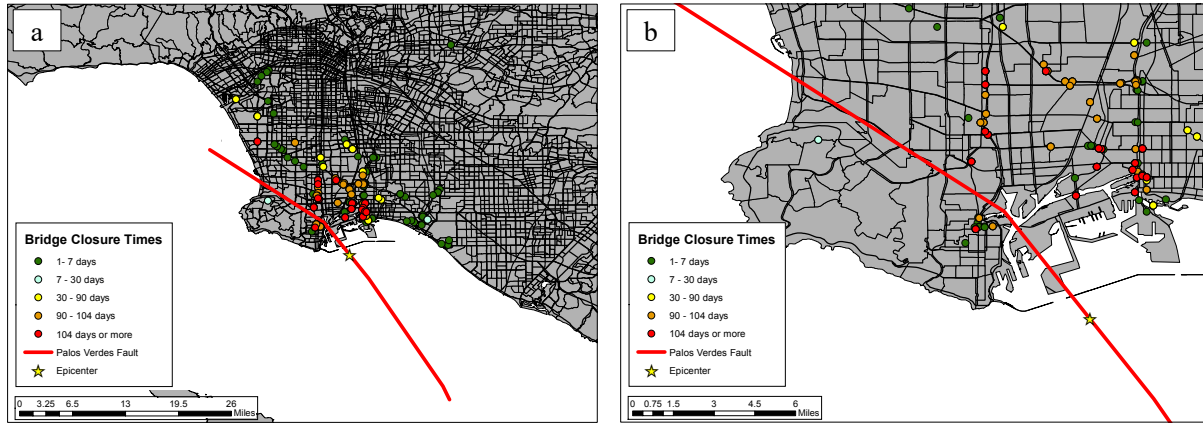 a
Bridge Closure Times
1- 7 days
7 - 30 days
30 - 90 days
90 - 104 days
104 days or more
Palos Verdes Fault
Epicenter
0 3.25 6.5 13 19.5 26
Miles
b
Bridge Closure Times
1- 7 days
7 - 30 days
30 - 90 days
90 - 104 days
104 days or more
Palos Verdes Fault
Epicenter
0 0.75 1.5 3 4.5 6
Miles